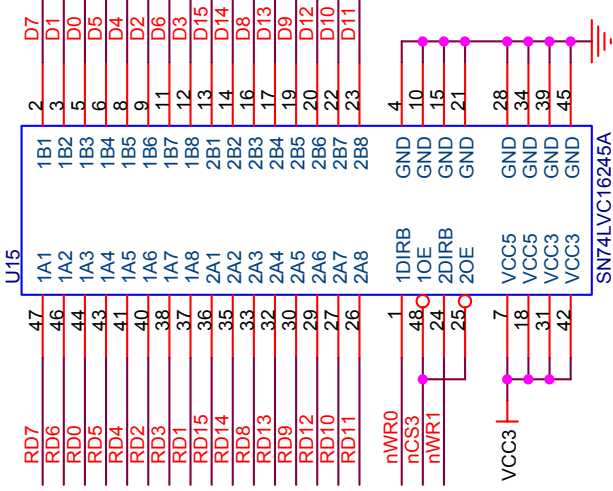 D7 D1 D0 D5 D4 D2 D6 D3 D15 D14 D8 D13 D9 D12 D10 D11
2 3 5 6 8 9 11 12 13 14 16 17 19 20 22 23 4 10 15 21 28 34 39 45
1B1 1B2 1B3 1B4 1B5 1B6 1B7 1B8 2B1 2B2 2B3 2B4 2B5 2B6 2B7 2B8 GND GND GND GND GND GND GND GND
U15
1A1 1A2 1A3 1A4 1A5 1A6 1A7 1A8 2A1 2A2 2A3 2A4 2A5 2A6 2A7 2A8 1DIRB 1OE 2DIRB 2OE VCC5 VCC5 VCC3 VCC3
SN74LVC16245A
47 46 44 43 41 40 38 37 36 35 33 32 30 29 27 26 1 48 24 25 7 18 31 42
RD7 RD6 RD0 RD5 RD4 RD2 RD3 RD1 RD15 RD14 RD8 RD13 RD9 RD12 RD10 RD11 nWR0 nCS3 nWR1
VCC3